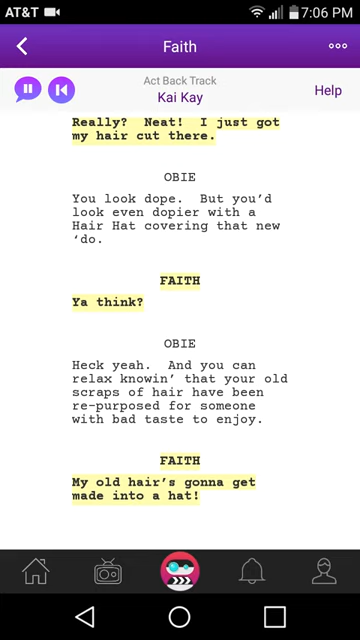 AT&T
7:06 PM
Faith
Act Back Track
Kai Kay
Help
Really?  Neat!  I just got
my hair cut there.
OBIE
You look dope.  But you'd
look even dopier with a
Hair Hat covering that new
‘do.
FAITH
Ya think?
OBIE
Heck yeah.  And you can
relax knowin’ that your old
scraps of hair have been
re-purposed for someone
with bad taste to enjoy.
FAITH
My old hair’s gonna get
made into a hat!